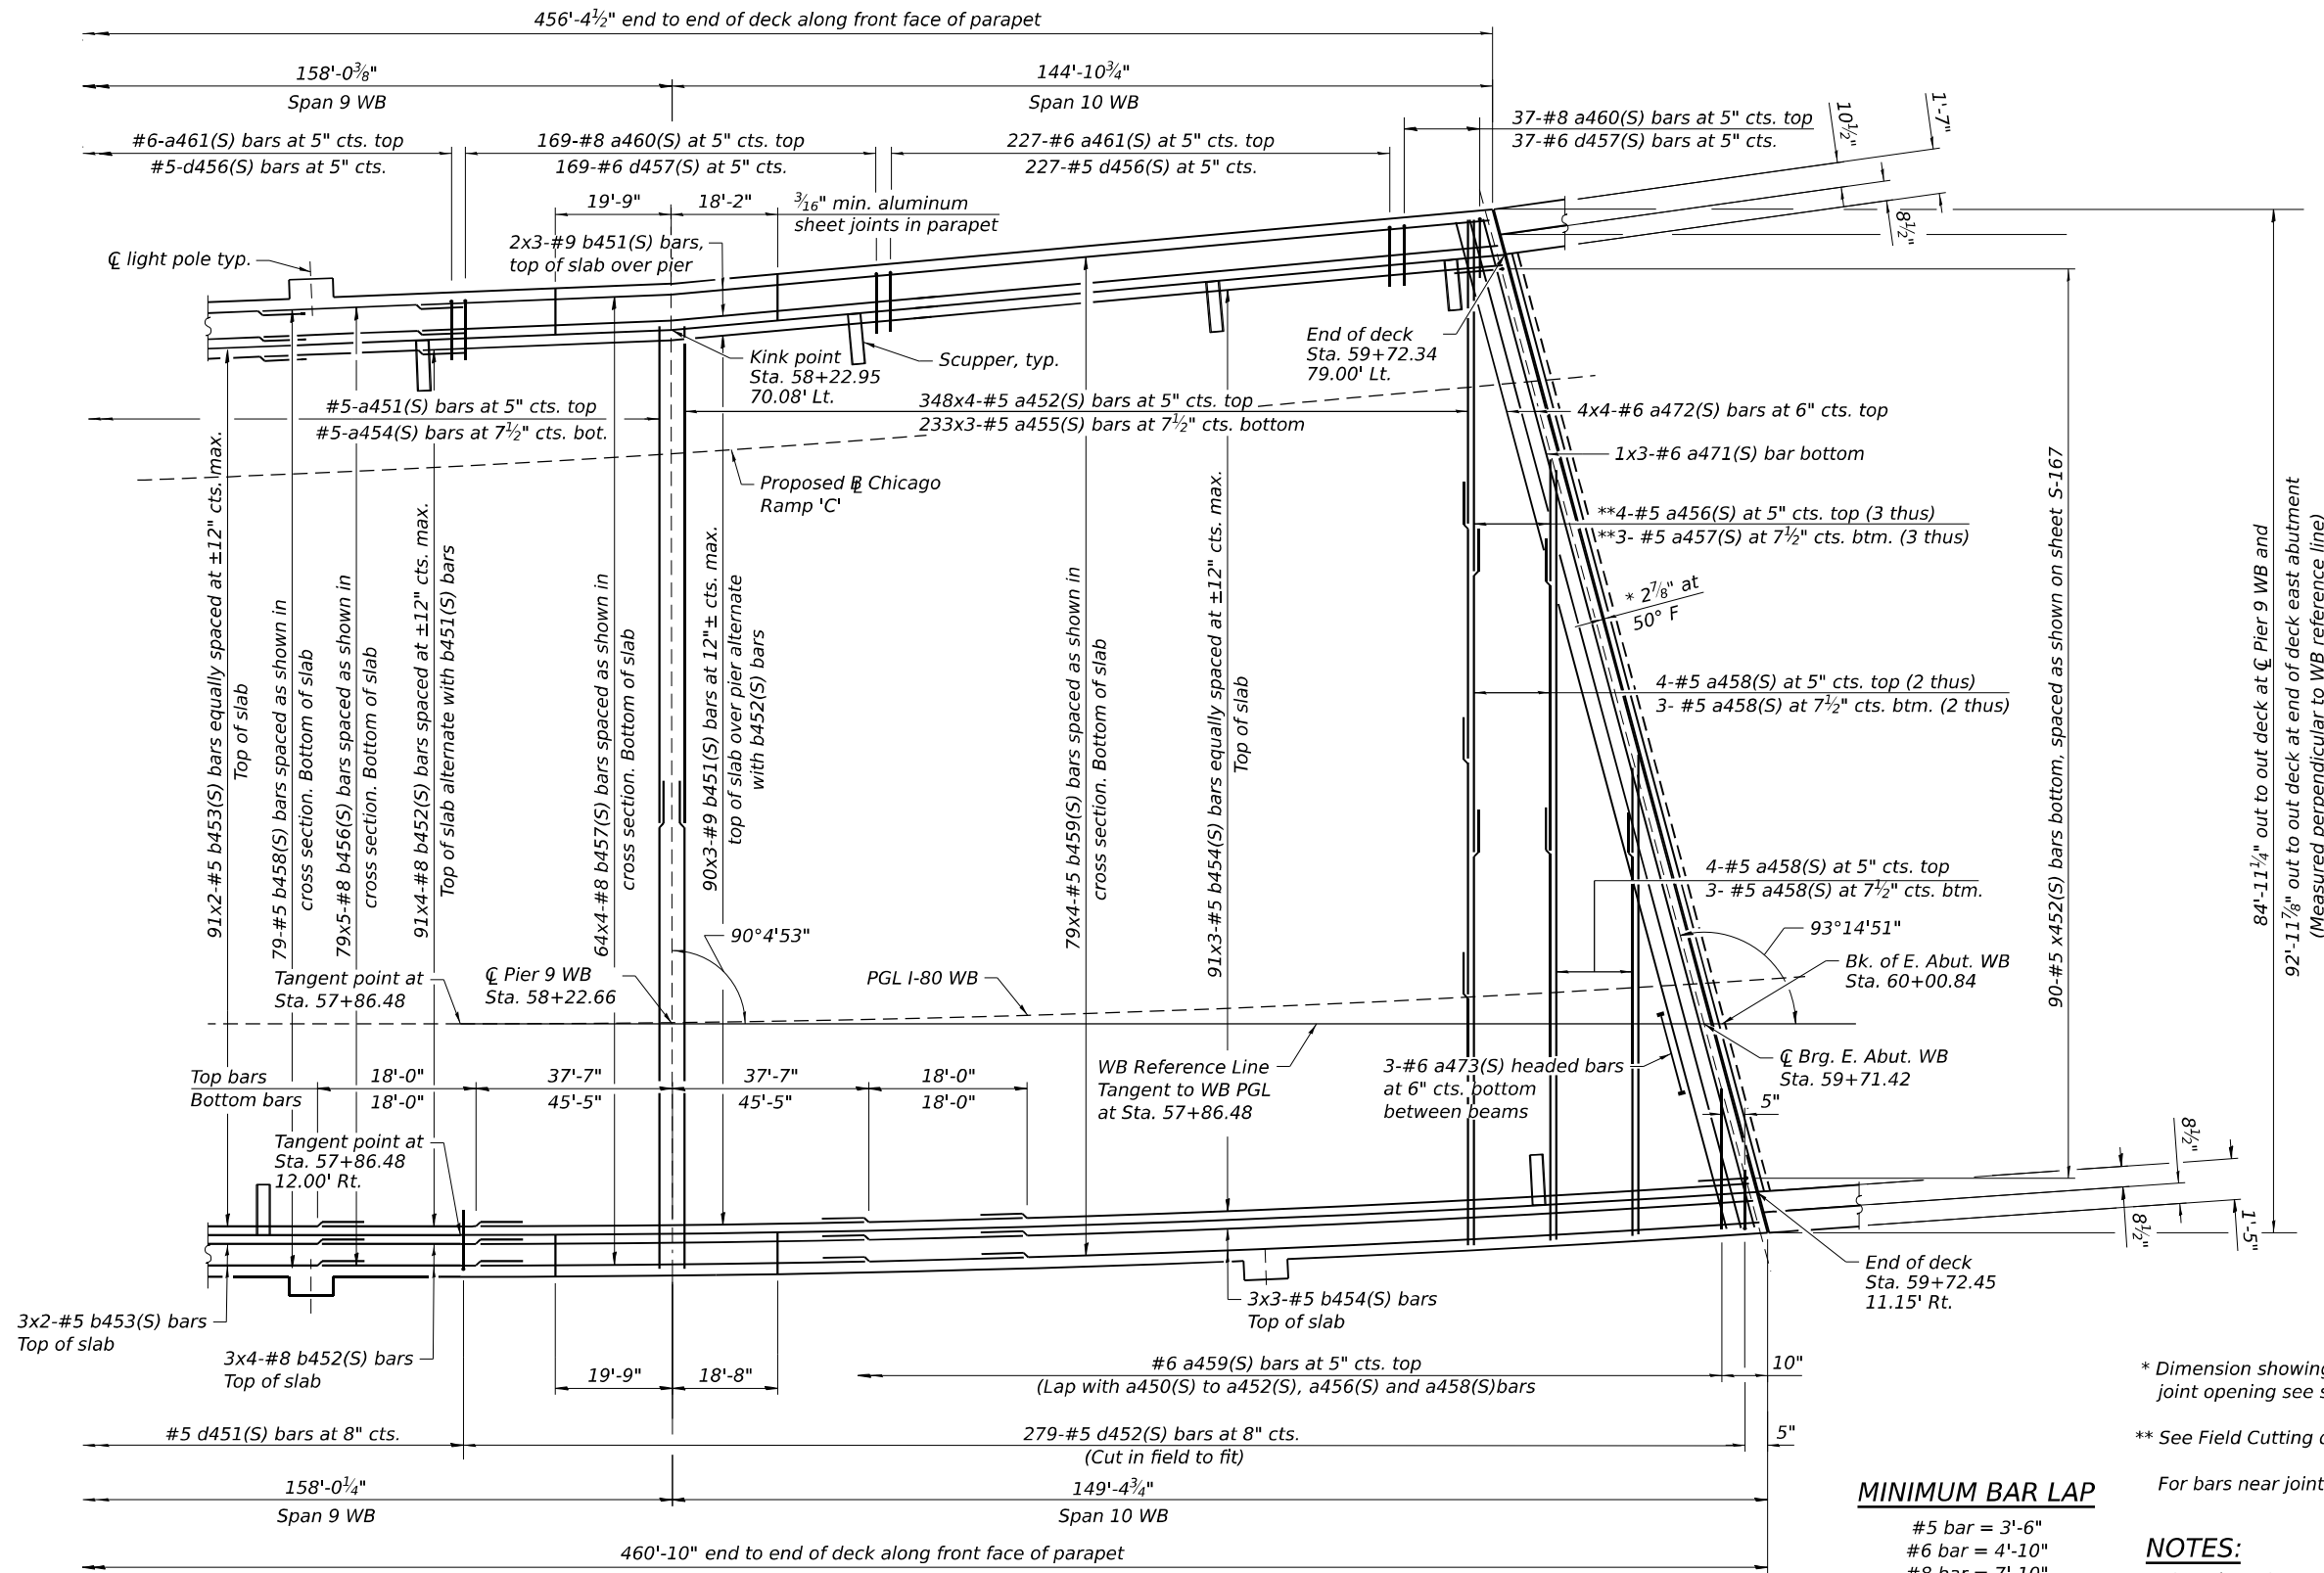 456'-4½" end to end of deck along front face of parapet
158'-0⅜"
Span 9 WB
144'-10¾"
Span 10 WB
#6-a461(S) bars at 5" cts. top
#5-d456(S) bars at 5" cts.
169-#8 a460(S) at 5" cts. top
169-#6 d457(S) at 5" cts.
227-#6 a461(S) at 5" cts. top
227-#5 d456(S) at 5" cts.
37-#8 a460(S) bars at 5" cts. top
37-#6 d457(S) bars at 5" cts.
10½"
1'-7"
8½"
19'-9"
18'-2"
3/16" min. aluminum
sheet joints in parapet
2x3-#9 b451(S) bars,
top of slab over pier
℄ light pole typ.
Kink point
Sta. 58+22.95
70.08' Lt.
Scupper, typ.
End of deck
Sta. 59+72.34
79.00' Lt.
#5-a451(S) bars at 5" cts. top
#5-a454(S) bars at 7½" cts. bot.
348x4-#5 a452(S) bars at 5" cts. top
233x3-#5 a455(S) bars at 7½" cts. bottom
4x4-#6 a472(S) bars at 6" cts. top
1x3-#6 a471(S) bar bottom
Proposed ⅊ Chicago
Ramp 'C'
**4-#5 a456(S) at 5" cts. top (3 thus)
**3- #5 a457(S) at 7½" cts. btm. (3 thus)
* 2⅞" at
50° F
4-#5 a458(S) at 5" cts. top (2 thus)
3- #5 a458(S) at 7½" cts. btm. (2 thus)
4-#5 a458(S) at 5" cts. top
3- #5 a458(S) at 7½" cts. btm.
91x2-#5 b453(S) bars equally spaced at ±12" cts. max.
Top of slab
79-#5 b458(S) bars spaced as shown in
cross section. Bottom of slab
79x5-#8 b456(S) bars spaced as shown in
cross section. Bottom of slab
91x4-#8 b452(S) bars spaced at ±12" cts. max.
Top of slab alternate with b451(S) bars
64x4-#8 b457(S) bars spaced as shown in
cross section. Bottom of slab
90x3-#9 b451(S) bars at 12"± cts. max.
top of slab over pier alternate
with b452(S) bars
79x4-#5 b459(S) bars spaced as shown in
cross section. Bottom of slab
91x3-#5 b454(S) bars equally spaced at ±12" cts. max.
Top of slab
90-#5 x452(S) bars bottom, spaced as shown on sheet S-167
84'-11¼" out to out deck at ℄ Pier 9 WB and
92'-11⅞" out to out deck at end of deck east abutment
(Measured perpendicular to WB reference line)
90°4'53"
93°14'51"
Bk. of E. Abut. WB
Sta. 60+00.84
Tangent point at
Sta. 57+86.48
℄ Pier 9 WB
Sta. 58+22.66
PGL I-80 WB
WB Reference Line
Tangent to WB PGL
at Sta. 57+86.48
3-#6 a473(S) headed bars
at 6" cts. bottom
between beams
℄ Brg. E. Abut. WB
Sta. 59+71.42
5"
Top bars
Bottom bars
18'-0"
18'-0"
37'-7"
45'-5"
37'-7"
45'-5"
18'-0"
18'-0"
Tangent point at
Sta. 57+86.48
12.00' Rt.
8½"
8½"
1'-5"
End of deck
Sta. 59+72.45
11.15' Rt.
3x2-#5 b453(S) bars
Top of slab
3x4-#8 b452(S) bars
Top of slab
3x3-#5 b454(S) bars
Top of slab
19'-9"
18'-8"
#6 a459(S) bars at 5" cts. top
(Lap with a450(S) to a452(S), a456(S) and a458(S)bars
10"
#5 d451(S) bars at 8" cts.
279-#5 d452(S) bars at 8" cts.
(Cut in field to fit)
5"
158'-0¼"
Span 9 WB
149'-4¾"
Span 10 WB
460'-10" end to end of deck along front face of parapet
* Dimension showing
joint opening see
** See Field Cutting
For bars near joint
MINIMUM BAR LAP
#5 bar = 3'-6"
#6 bar = 4'-10"
#8 bar = 7'-10"
NOTES: